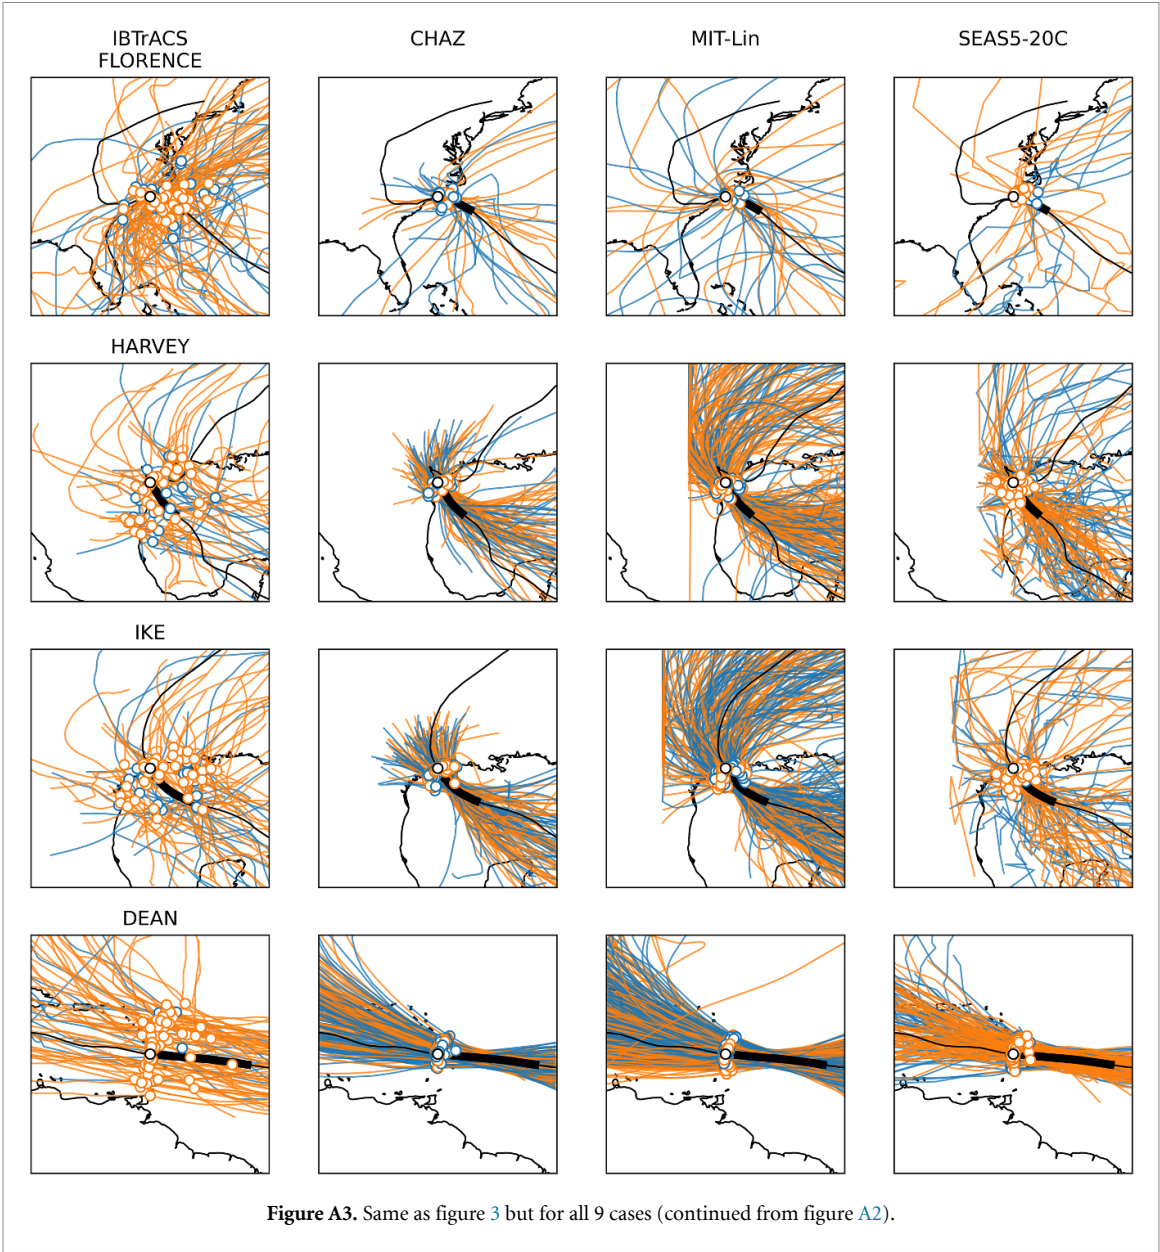 IBTrACS
FLORENCE
CHAZ
MIT-Lin
SEAS5-20C
HARVEY
IKE
DEAN
Figure A3. Same as figure 3 but for all 9 cases (continued from figure A2).